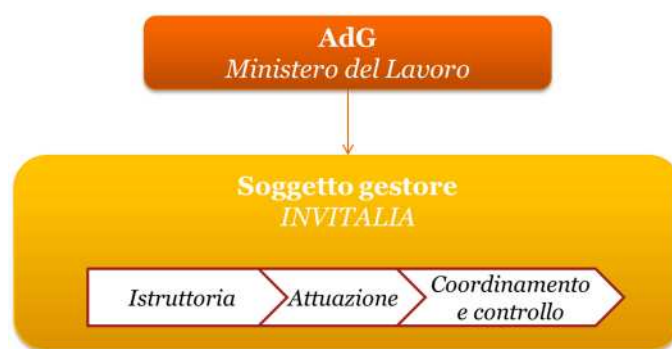 AdG
Ministero del Lavoro
Soggetto gestore
INVITALIA
Istruttoria
Attuazione
Coordinamento
e controllo